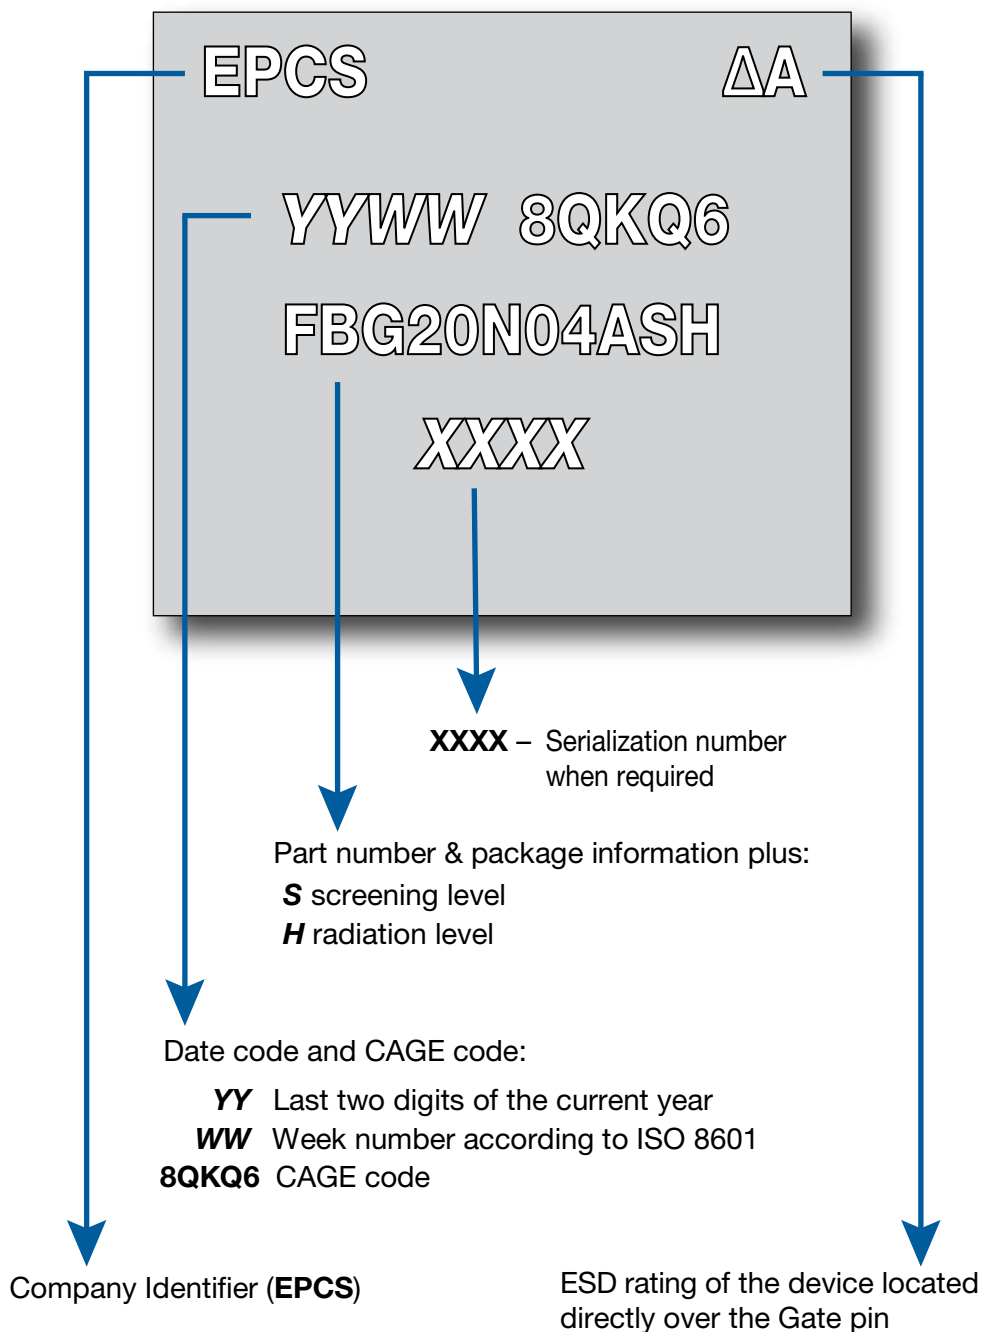 EPCS ΔA
YYWW 8QKQ6
FBG20N04ASH
XXXX
XXXX – Serialization number
when required
Part number & package information plus:
S screening level
H radiation level
Date code and CAGE code:
YY Last two digits of the current year
WW Week number according to ISO 8601
8QKQ6 CAGE code
Company Identifier (EPCS)
ESD rating of the device located
directly over the Gate pin